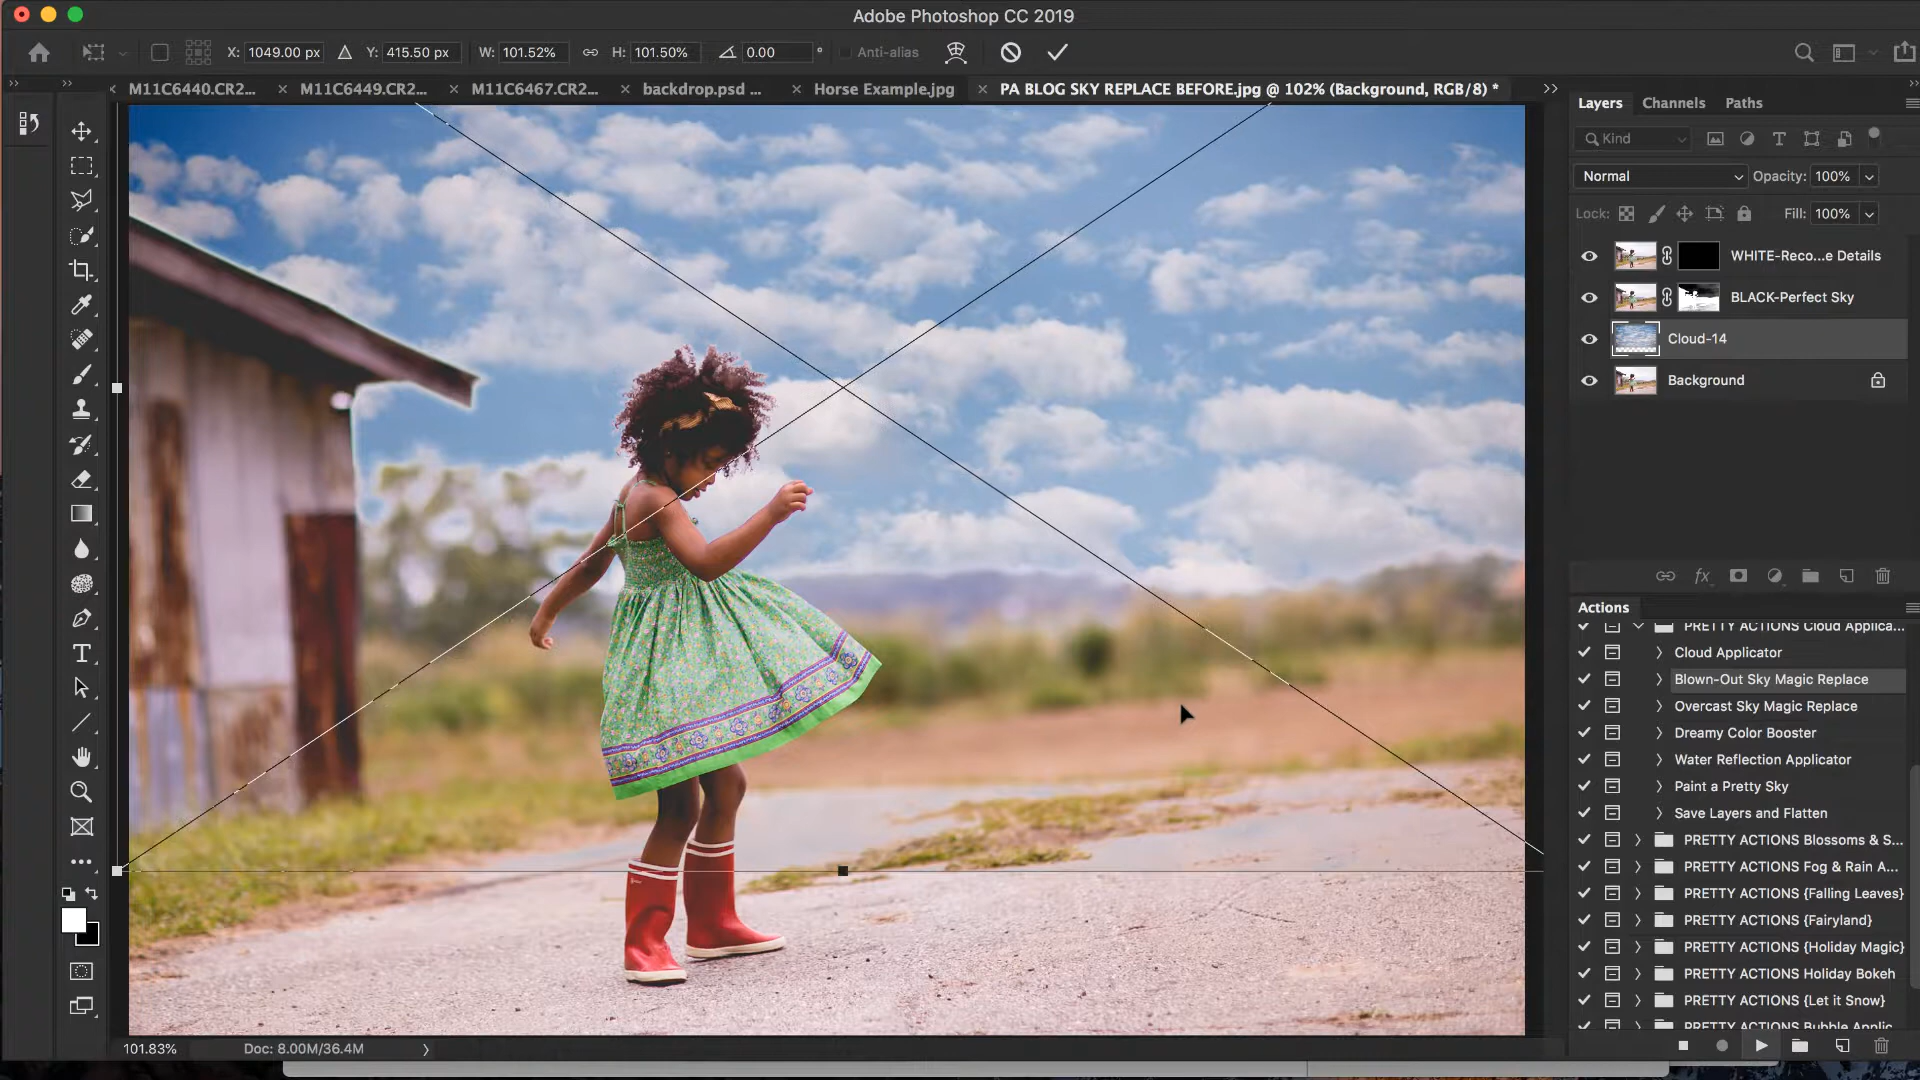 Adobe Photoshop CC 2019
X: 1049.00 px Y: 415.50 px W: 101.52% H: 101.50% 0.00 ° Anti-alias
M11C6440.CR2... M11C6449.CR2... M11C6467.CR2... backdrop.psd ... Horse Example.jpg PA BLOG SKY REPLACE BEFORE.jpg @ 102% (Background, RGB/8) *
Layers Channels Paths
Kind
Normal Opacity: 100%
Lock: Fill: 100%
WHITE-Reco...e Details
BLACK-Perfect Sky
Cloud-14
Background
fx
Actions
PRETTY ACTIONS Cloud Applica...
Cloud Applicator
Blown-Out Sky Magic Replace
Overcast Sky Magic Replace
Dreamy Color Booster
Water Reflection Applicator
Paint a Pretty Sky
Save Layers and Flatten
PRETTY ACTIONS Blossoms & S...
PRETTY ACTIONS Fog & Rain A...
PRETTY ACTIONS {Falling Leaves}
PRETTY ACTIONS {Fairyland}
PRETTY ACTIONS {Holiday Magic}
PRETTY ACTIONS Holiday Bokeh
PRETTY ACTIONS {Let it Snow}
PRETTY ACTIONS Bubble Applic...
101.83% Doc: 8.00M/36.4M